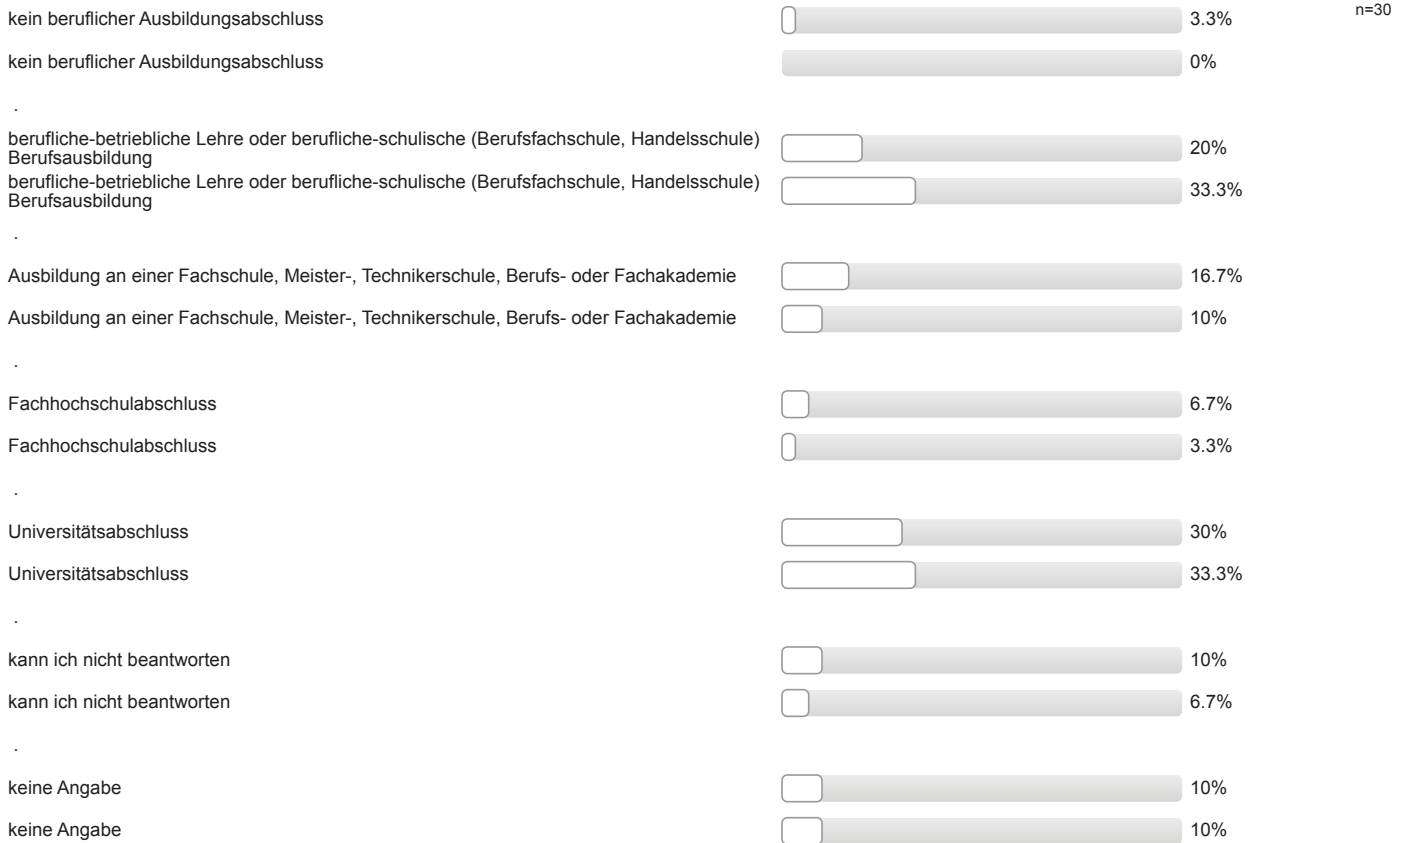 kein beruflicher Ausbildungsabschluss 3.3% n=30
kein beruflicher Ausbildungsabschluss 0%
.
berufliche-betriebliche Lehre oder berufliche-schulische (Berufsfachschule, Handelsschule)
Berufsausbildung 20%
berufliche-betriebliche Lehre oder berufliche-schulische (Berufsfachschule, Handelsschule)
Berufsausbildung 33.3%
.
Ausbildung an einer Fachschule, Meister-, Technikerschule, Berufs- oder Fachakademie 16.7%
Ausbildung an einer Fachschule, Meister-, Technikerschule, Berufs- oder Fachakademie 10%
.
Fachhochschulabschluss 6.7%
Fachhochschulabschluss 3.3%
.
Universitätsabschluss 30%
Universitätsabschluss 33.3%
.
kann ich nicht beantworten 10%
kann ich nicht beantworten 6.7%
.
keine Angabe 10%
keine Angabe 10%